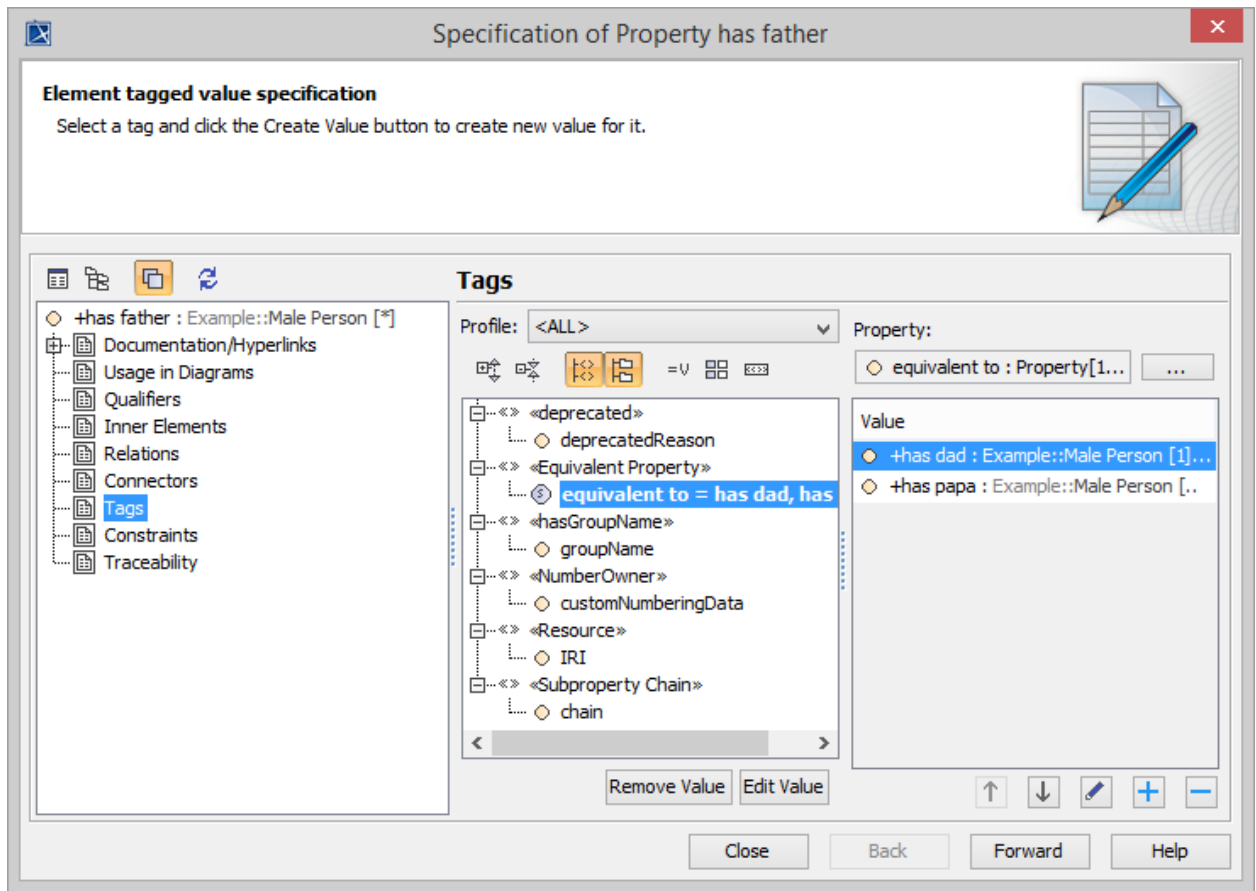 Specification of Property has father
Element tagged value specification
Select a tag and click the Create Value button to create new value for it.
+has father : Example::Male Person [*]
Documentation/Hyperlinks
Usage in Diagrams
Qualifiers
Inner Elements
Relations
Connectors
Tags
Constraints
Traceability
Tags
Profile: <ALL>
=V
«deprecated»
deprecatedReason
«Equivalent Property»
equivalent to = has dad, has
«hasGroupName»
groupName
«NumberOwner»
customNumberingData
«Resource»
IRI
«Subproperty Chain»
chain
Remove Value Edit Value
Property:
equivalent to : Property[1... ...
Value
+has dad : Example::Male Person [1]...
+has papa : Example::Male Person [..
Close Back Forward Help